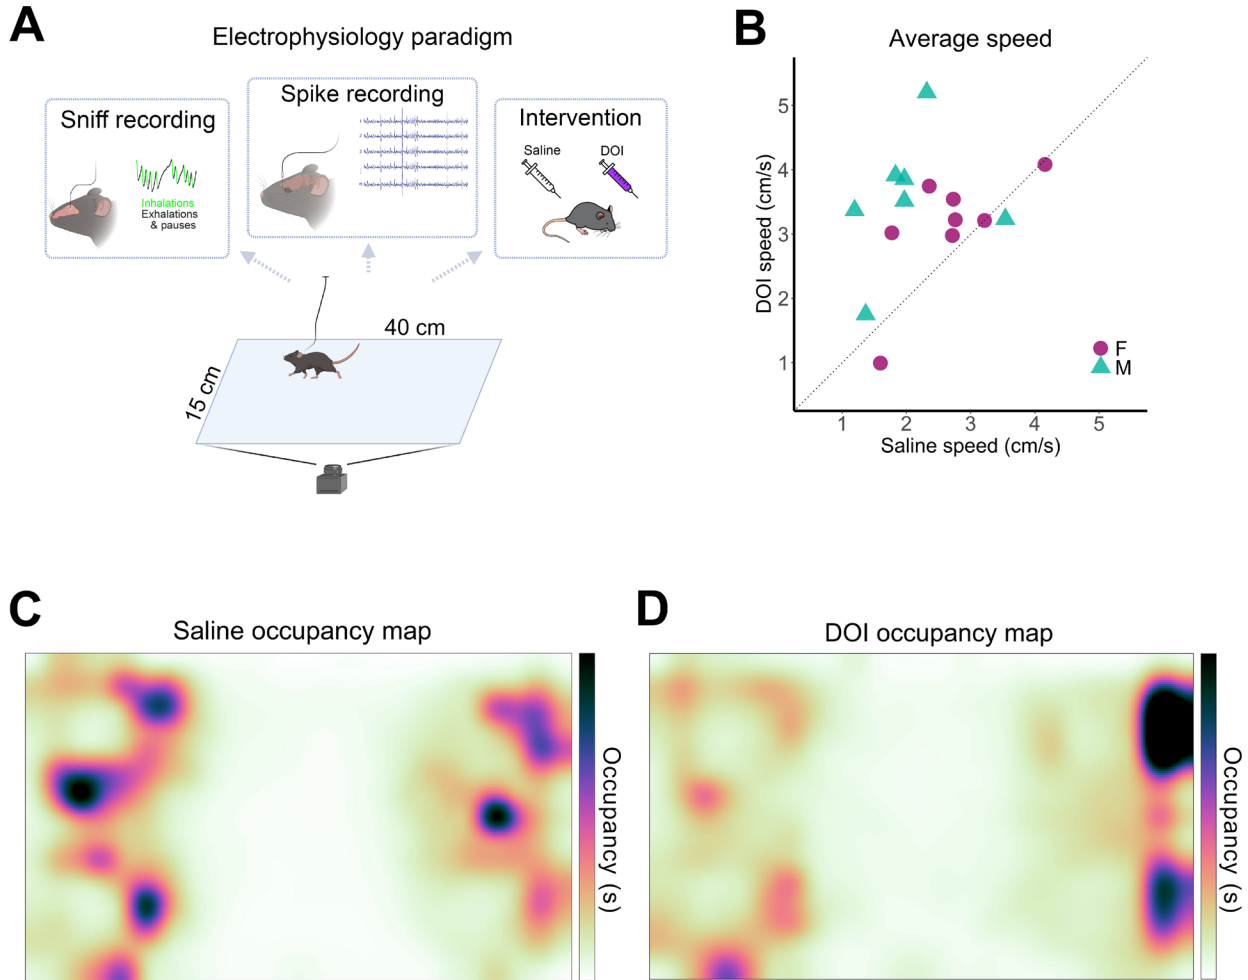 A
Electrophysiology paradigm
Sniff recording
Inhalations
Exhalations
& pauses
Spike recording
Intervention
Saline
DOI
40 cm
15 cm
B
Average speed
DOI speed (cm/s)
5
4
3
2
1
1 2 3 4 5
Saline speed (cm/s)
F
M
C
Saline occupancy map
Occupancy (s)
D
DOI occupancy map
Occupancy (s)